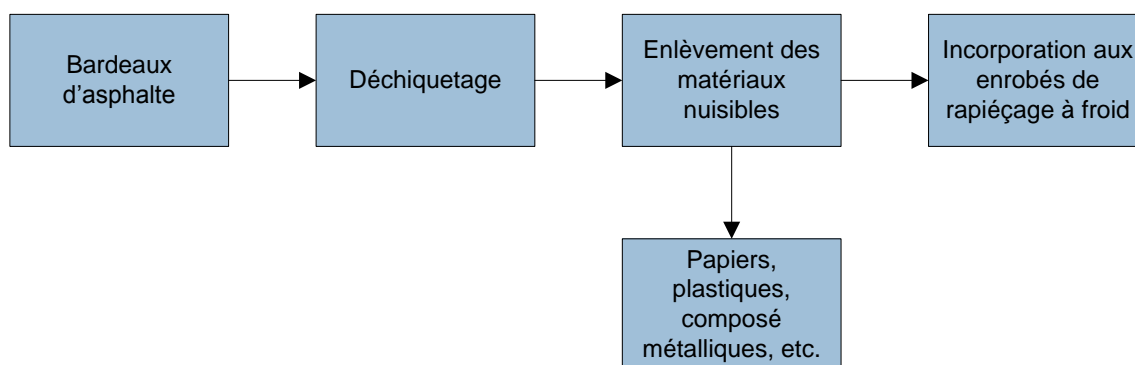 Bardeaux
d’asphalte
Déchiquetage
Enlèvement des
matériaux
nuisibles
Incorporation aux
enrobés de
rapiéçage à froid
Papiers,
plastiques,
composé
métalliques, etc.